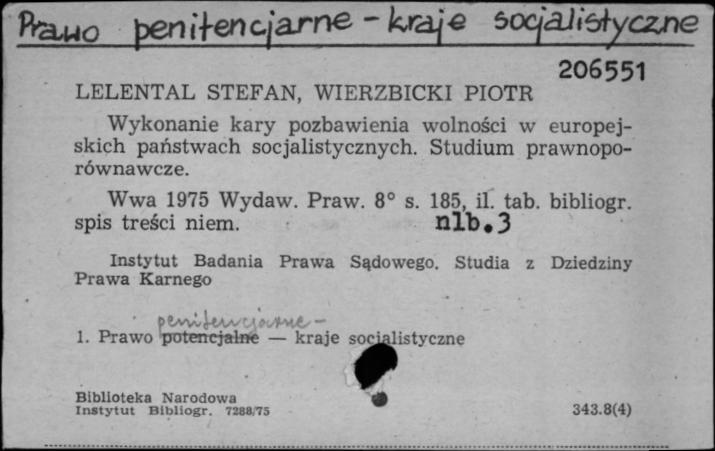 Prawo penitencjarne - kraje socjalistyczne
206551
LELENTAL STEFAN, WIERZBICKI PIOTR
Wykonanie kary pozbawienia wolności w europej-
skich państwach socjalistycznych. Studium prawnopo-
równawcze.
Wwa 1975 Wydaw. Praw. 8° s. 185, il. tab. bibliogr.
spis treści niem. nlb.3
Instytut Badania Prawa Sądowego. Studia z Dziedziny
Prawa Karnego
penitencjarne -
1. Prawo potencjalne — kraje socjalistyczne
Biblioteka Narodowa
Instytut Bibliogr. 7288/75 343.8(4)